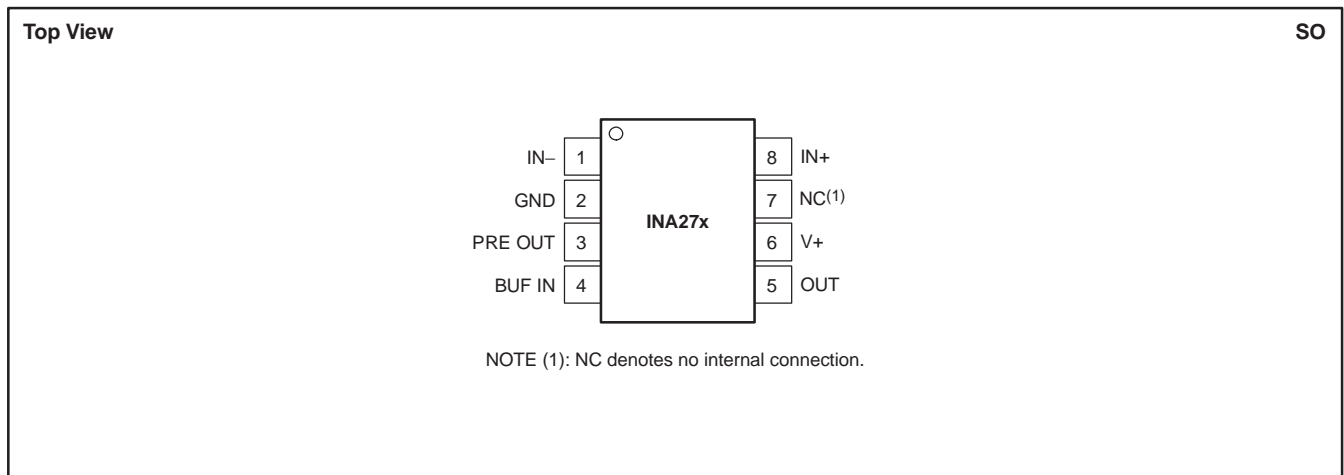 Top View
SO
IN– 1
GND 2
PRE OUT 3
BUF IN 4
INA27x
8 IN+
7 NC(1)
6 V+
5 OUT
NOTE (1): NC denotes no internal connection.